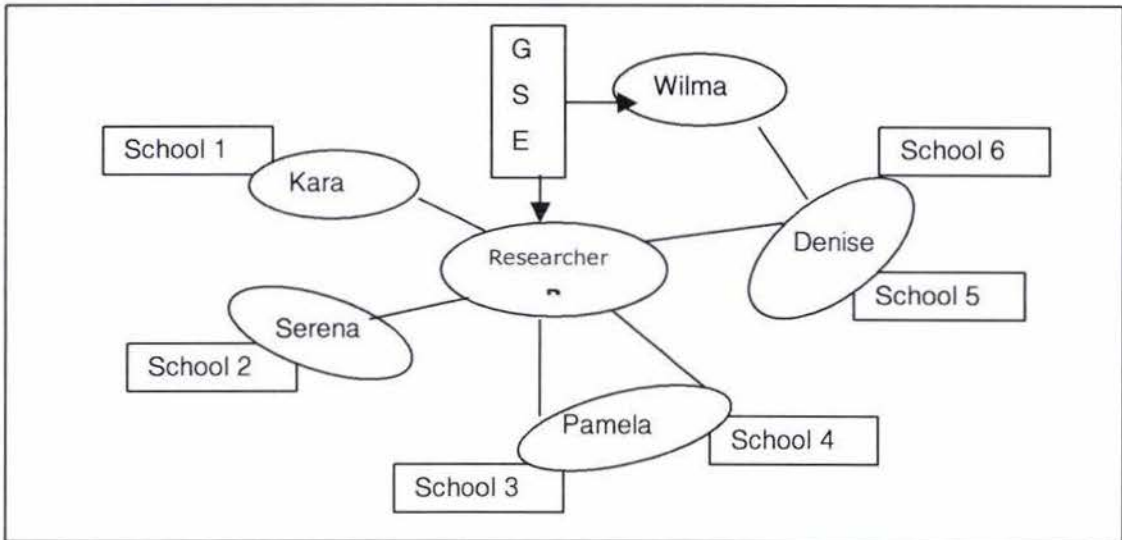 G
S
E
Wilma
School 1
School 6
Kara
Denise
Researcher
School 5
Serena
School 2
Pamela
School 4
School 3